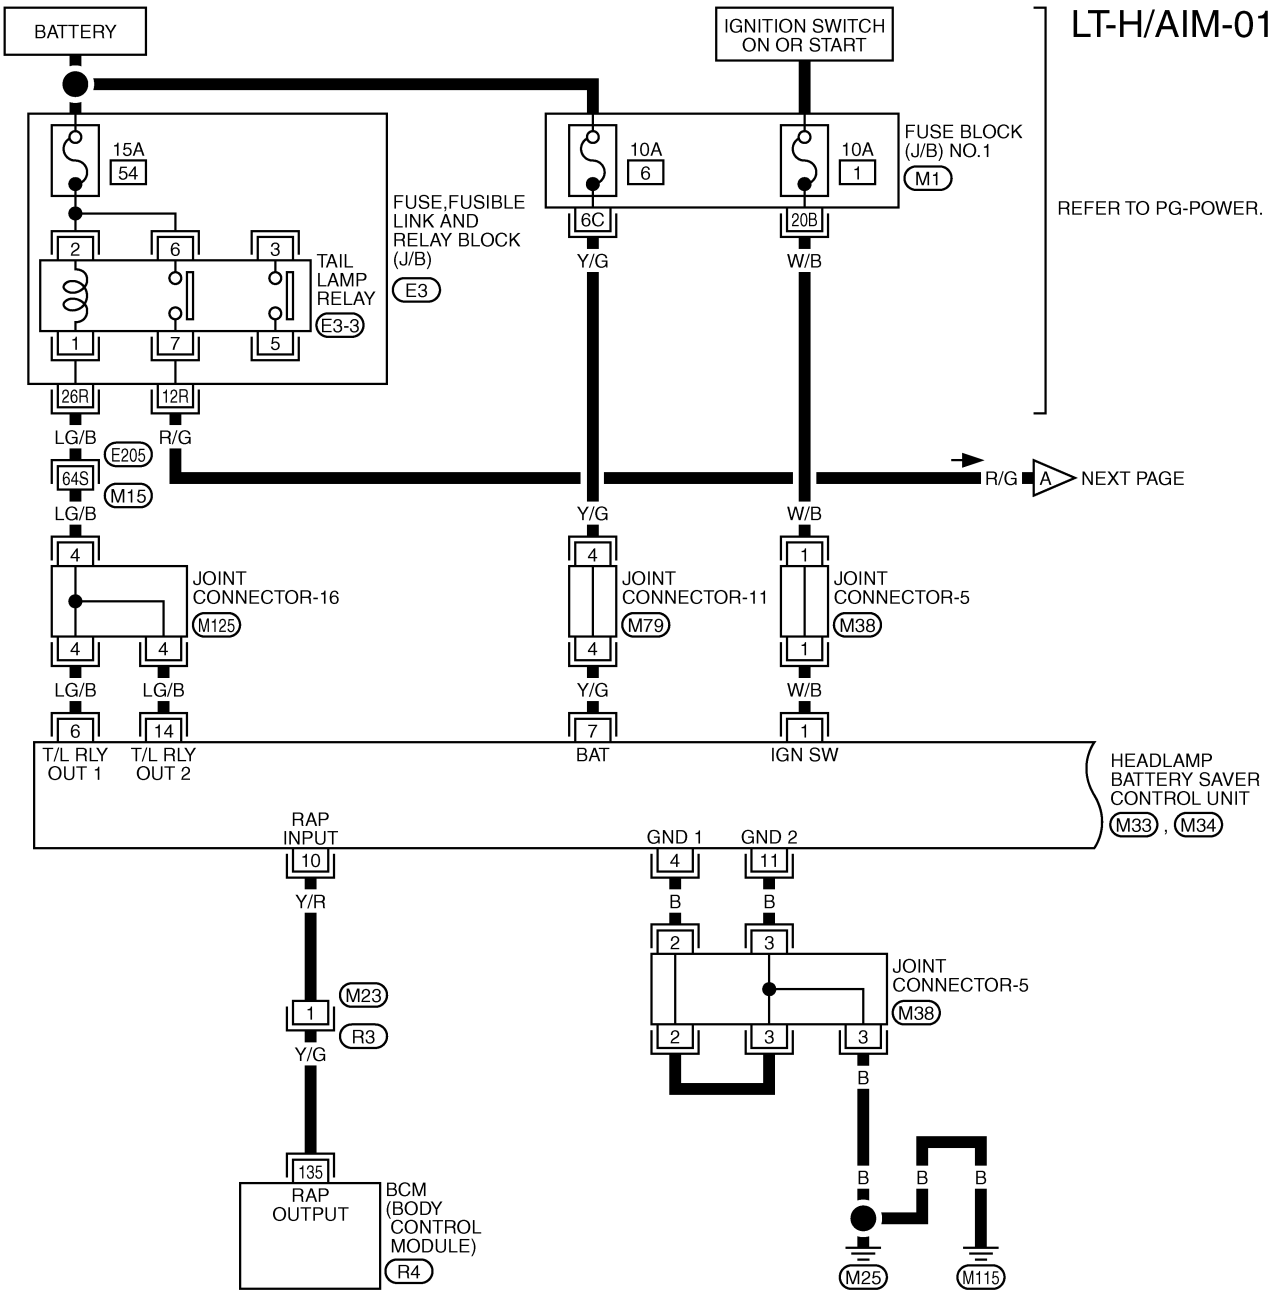 LT-H/AIM-01
BATTERY
IGNITION SWITCH
ON OR START
15A
54
10A
6
10A
1
FUSE BLOCK
(J/B) NO.1
M1
REFER TO PG-POWER.
FUSE,FUSIBLE
LINK AND
RELAY BLOCK
(J/B)
E3
6C
20B
2
6
3
Y/G
W/B
TAIL
LAMP
RELAY
E3-3
1
7
5
26R
12R
LG/B
R/G
E205
64S
M15
R/G
A
NEXT PAGE
LG/B
Y/G
W/B
4
4
1
JOINT
CONNECTOR-16
M125
JOINT
CONNECTOR-11
M79
JOINT
CONNECTOR-5
M38
4
4
4
1
LG/B
LG/B
Y/G
W/B
6
14
7
1
T/L RLY
OUT 1
T/L RLY
OUT 2
BAT
IGN SW
HEADLAMP
BATTERY SAVER
CONTROL UNIT
M33 , M34
RAP
INPUT
GND 1
GND 2
10
4
11
Y/R
B
B
2
3
JOINT
CONNECTOR-5
M38
M23
1
R3
2
3
3
Y/G
B
135
B
B
B
RAP
OUTPUT
BCM
(BODY
CONTROL
MODULE)
R4
M25
M115